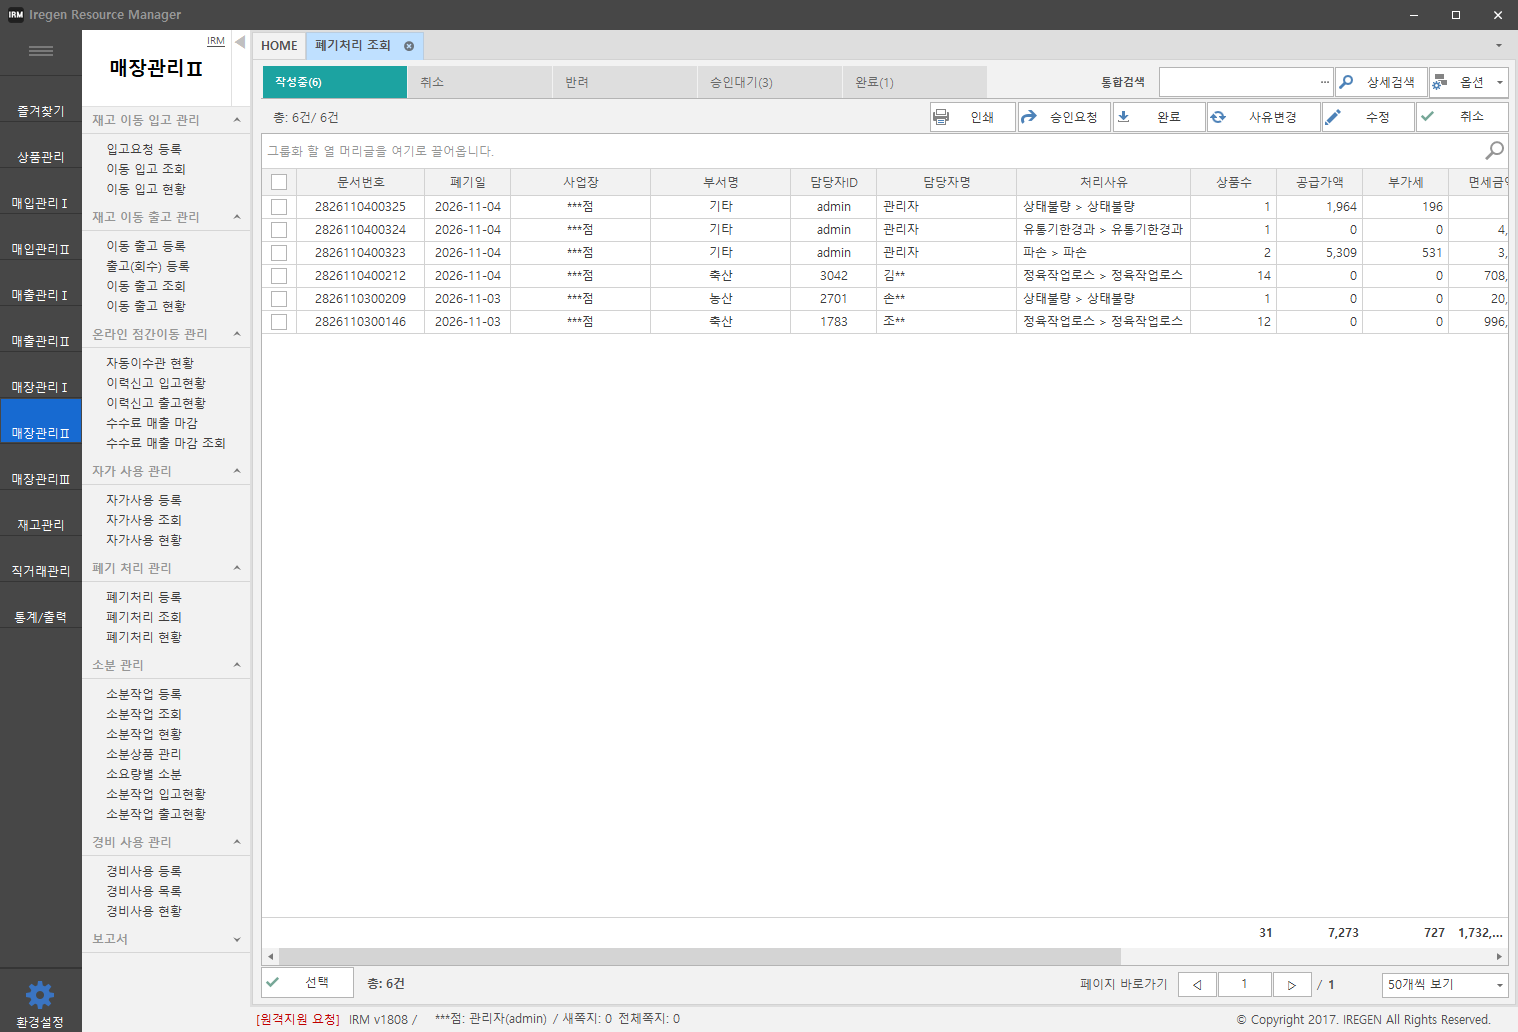 IRM Iregen Resource Manager
즐겨찾기
상품관리
매입관리Ⅰ
매입관리Ⅱ
매출관리Ⅰ
매출관리Ⅱ
매장관리Ⅰ
매장관리Ⅱ
매장관리Ⅲ
재고관리
직거래관리
통계/출력
환경설정
IRM
매장관리Ⅱ
재고 이동 입고 관리
입고요청 등록
이동 입고 조회
이동 입고 현황
재고 이동 출고 관리
이동 출고 등록
출고(회수) 등록
이동 출고 조회
이동 출고 현황
온라인 점간이동 관리
자동이수관 현황
이력신고 입고현황
이력신고 출고현황
수수료 매출 마감
수수료 매출 마감 조회
자가 사용 관리
자가사용 등록
자가사용 조회
자가사용 현황
폐기 처리 관리
폐기처리 등록
폐기처리 조회
폐기처리 현황
소분 관리
소분작업 등록
소분작업 조회
소분작업 현황
소분상품 관리
소요량별 소분
소분작업 입고현황
소분작업 출고현황
경비 사용 관리
경비사용 등록
경비사용 목록
경비사용 현황
보고서
HOME 폐기처리 조회
작성중(6) 취소 반려 승인대기(3) 완료(1) 통합검색 ... 상세검색 옵션
총: 6건/ 6건 인쇄 승인요청 완료 사유변경 수정 취소
그룹화 할 열 머리글을 여기로 끌어옵니다.
문서번호 폐기일 사업장 부서명 담당자ID 담당자명 처리사유 상품수 공급가액 부가세 면세금액
2826110400325 2026-11-04 ***점 기타 admin 관리자 상태불량 > 상태불량 1 1,964 196
2826110400324 2026-11-04 ***점 기타 admin 관리자 유통기한경과 > 유통기한경과 1 0 0 4,
2826110400323 2026-11-04 ***점 기타 admin 관리자 파손 > 파손 2 5,309 531 3,
2826110400212 2026-11-04 ***점 축산 3042 김** 정육작업로스 > 정육작업로스 14 0 0 708,
2826110300209 2026-11-03 ***점 농산 2701 손** 상태불량 > 상태불량 1 0 0 20,
2826110300146 2026-11-03 ***점 축산 1783 조** 정육작업로스 > 정육작업로스 12 0 0 996,
31 7,273 727 1,732,...
선택 총: 6건 페이지 바로가기 1 / 1 50개씩 보기
[원격지원 요청] IRM v1808 / ***점: 관리자(admin) / 새쪽지: 0 전체쪽지: 0 © Copyright 2017. IREGEN All Rights Reserved.